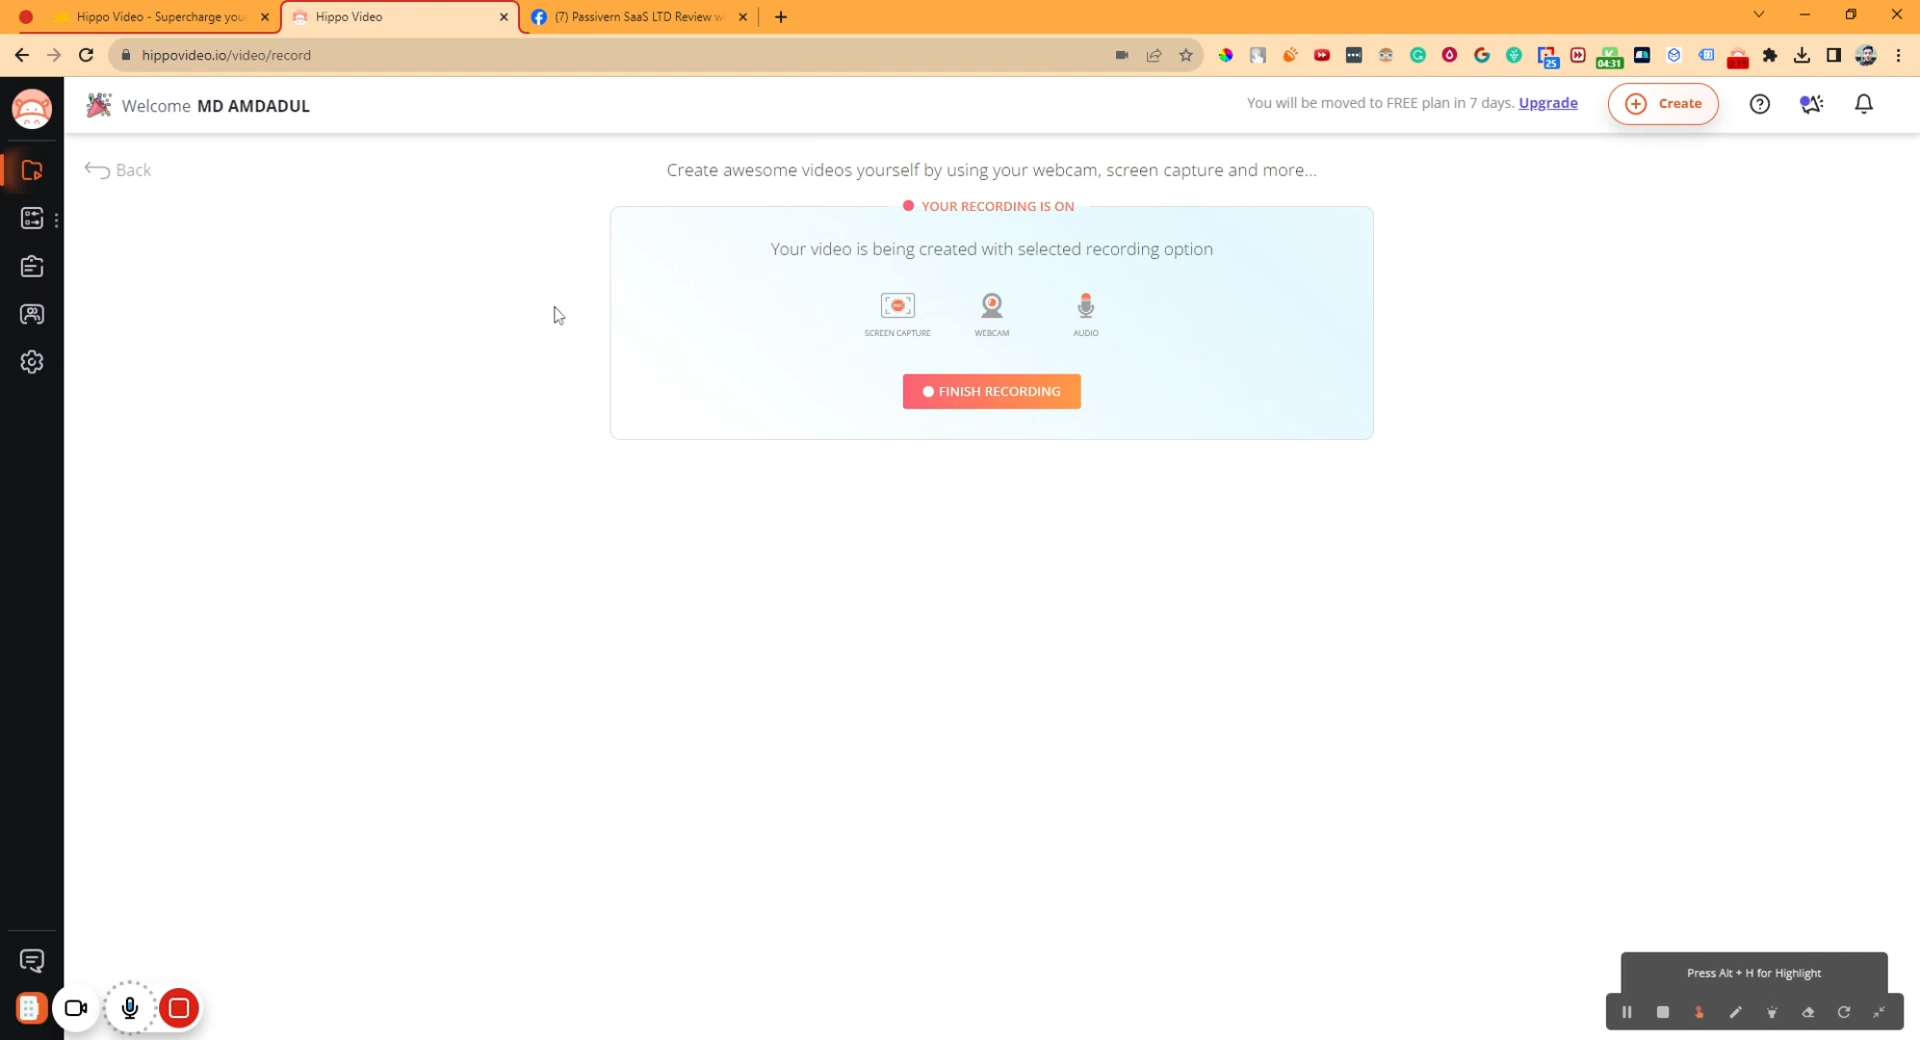 Hippo Video - Supercharge you
Hippo Video
(7) Passivern SaaS LTD Review w
hippovideo.io/video/record
25
04:31
Welcome MD AMDADUL
You will be moved to FREE plan in 7 days. Upgrade
Create
Back
Create awesome videos yourself by using your webcam, screen capture and more...
YOUR RECORDING IS ON
Your video is being created with selected recording option
SCREEN CAPTURE
WEBCAM
AUDIO
FINISH RECORDING
Press Alt + H for Highlight